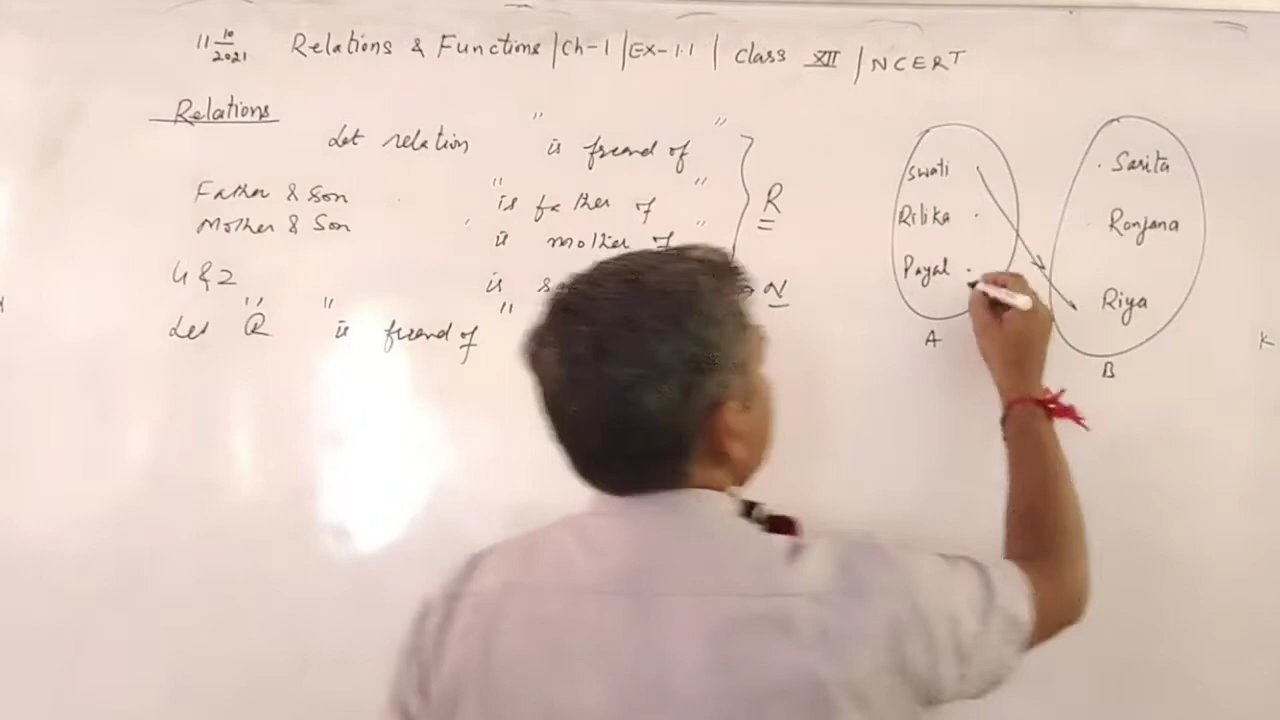 11 10/2021 Relations & Functions | Ch-1 | EX-1.1 | Class XII | NCERT
Relations
Let relation " is freand of "
Father & Son " is father of "
Mother & Son " is mother of "
R
4 & 2 is
N
Let "R" " is freand of "
Swati
Ritika
Payal
A
Sarita
Ranjana
Riya
B
K